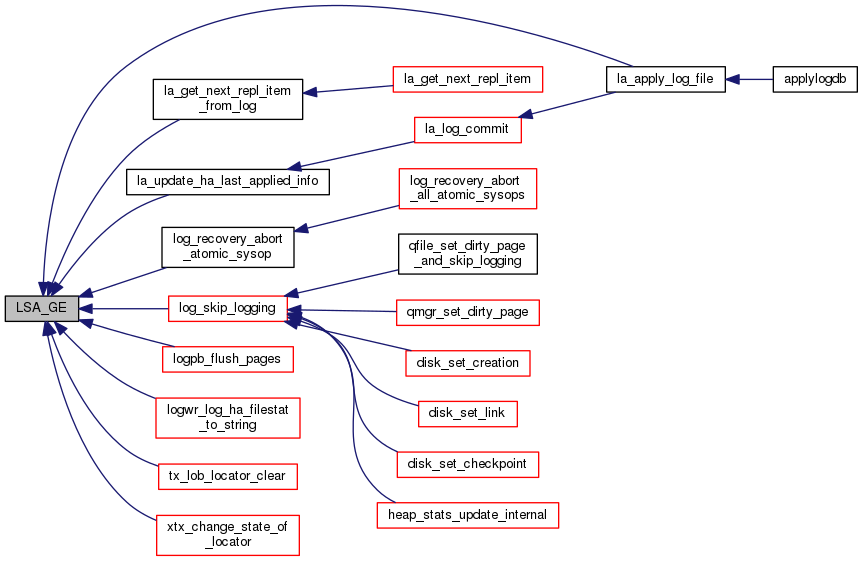 LSA_GE
la_get_next_repl_item
_from_log
la_update_ha_last_applied_info
log_recovery_abort
_atomic_sysop
log_skip_logging
logpb_flush_pages
logwr_log_ha_filestat
_to_string
tx_lob_locator_clear
xtx_change_state_of
_locator
la_get_next_repl_item
la_log_commit
log_recovery_abort
_all_atomic_sysops
qfile_set_dirty_page
_and_skip_logging
qmgr_set_dirty_page
disk_set_creation
disk_set_link
disk_set_checkpoint
heap_stats_update_internal
la_apply_log_file
applylogdb